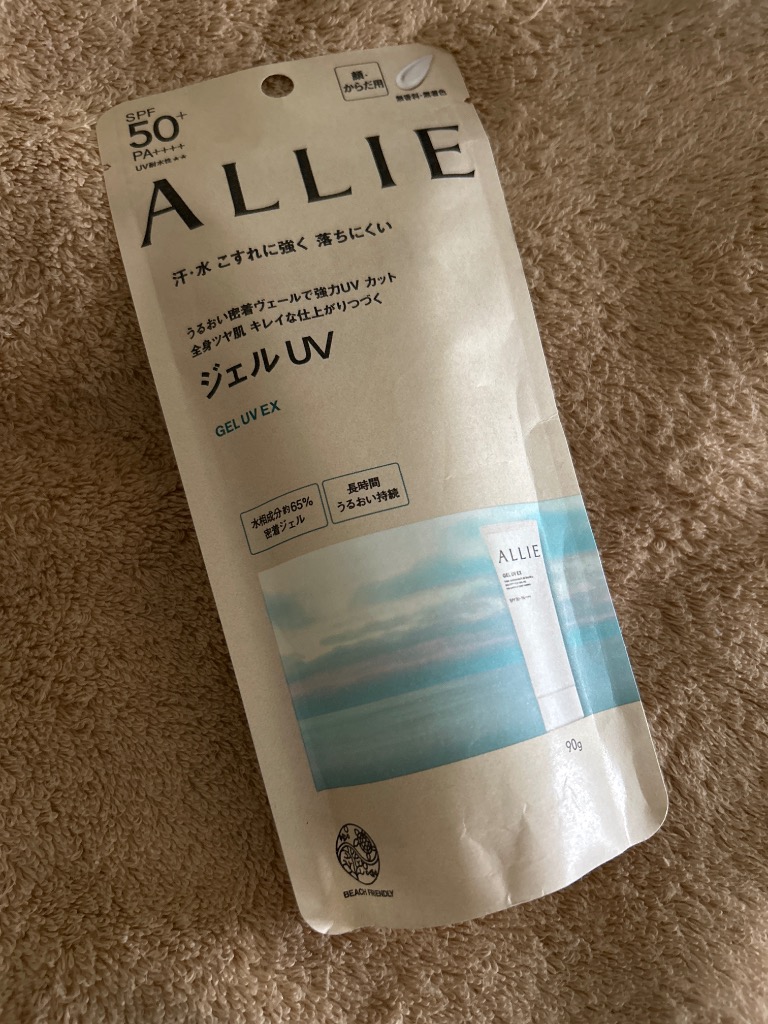 SPF
50+
PA++++
UV耐水性★★
顔・
からだ用
無香料・無着色
ALLIE
汗・水 こすれに強く 落ちにくい
うるおい密着ヴェールで強力UV カット
全身ツヤ肌 キレイな仕上がりつづく
ジェル UV
GEL UV EX
水相成分約65%
密着ジェル
長時間
うるおい持続
ALLIE
GEL UV EX
90g
BEACH FRIENDLY